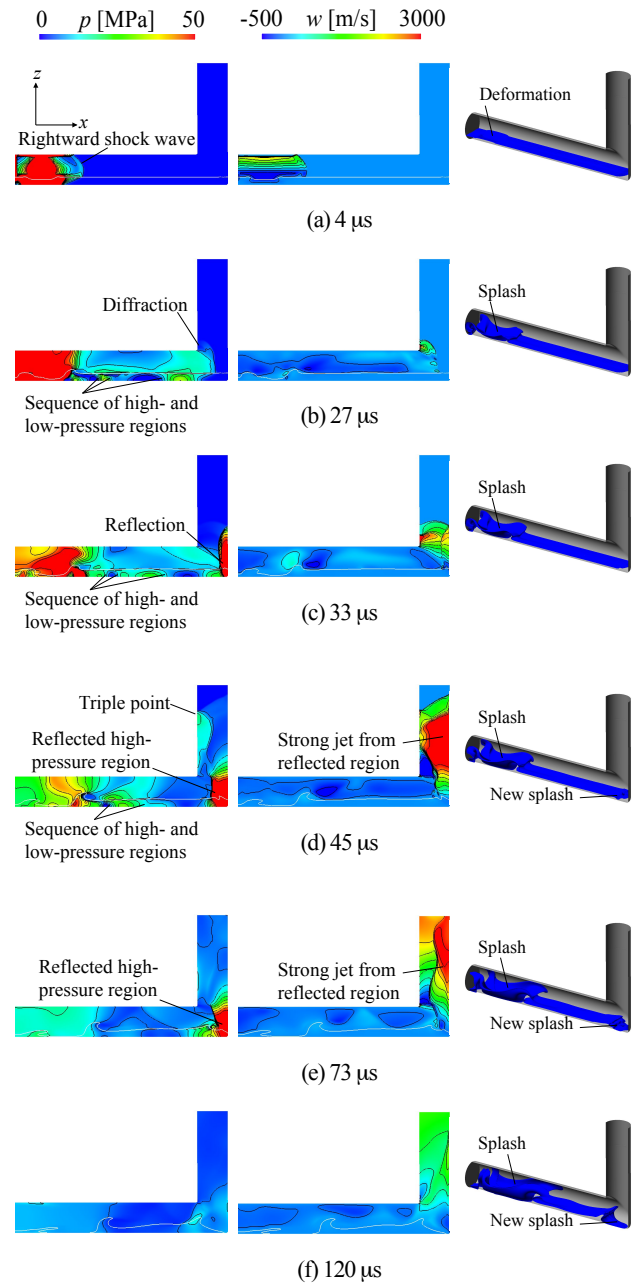 0 p [MPa] 50
-500 w [m/s] 3000
z
x
Rightward shock wave
Deformation
(a) 4 μs
Diffraction
Splash
Sequence of high- and
low-pressure regions
(b) 27 μs
Reflection
Splash
Sequence of high- and
low-pressure regions
(c) 33 μs
Triple point
Reflected high-
pressure region
Sequence of high- and
low-pressure regions
Strong jet from
reflected region
Splash
New splash
(d) 45 μs
Reflected high-
pressure region
Strong jet from
reflected region
Splash
New splash
(e) 73 μs
Splash
New splash
(f) 120 μs